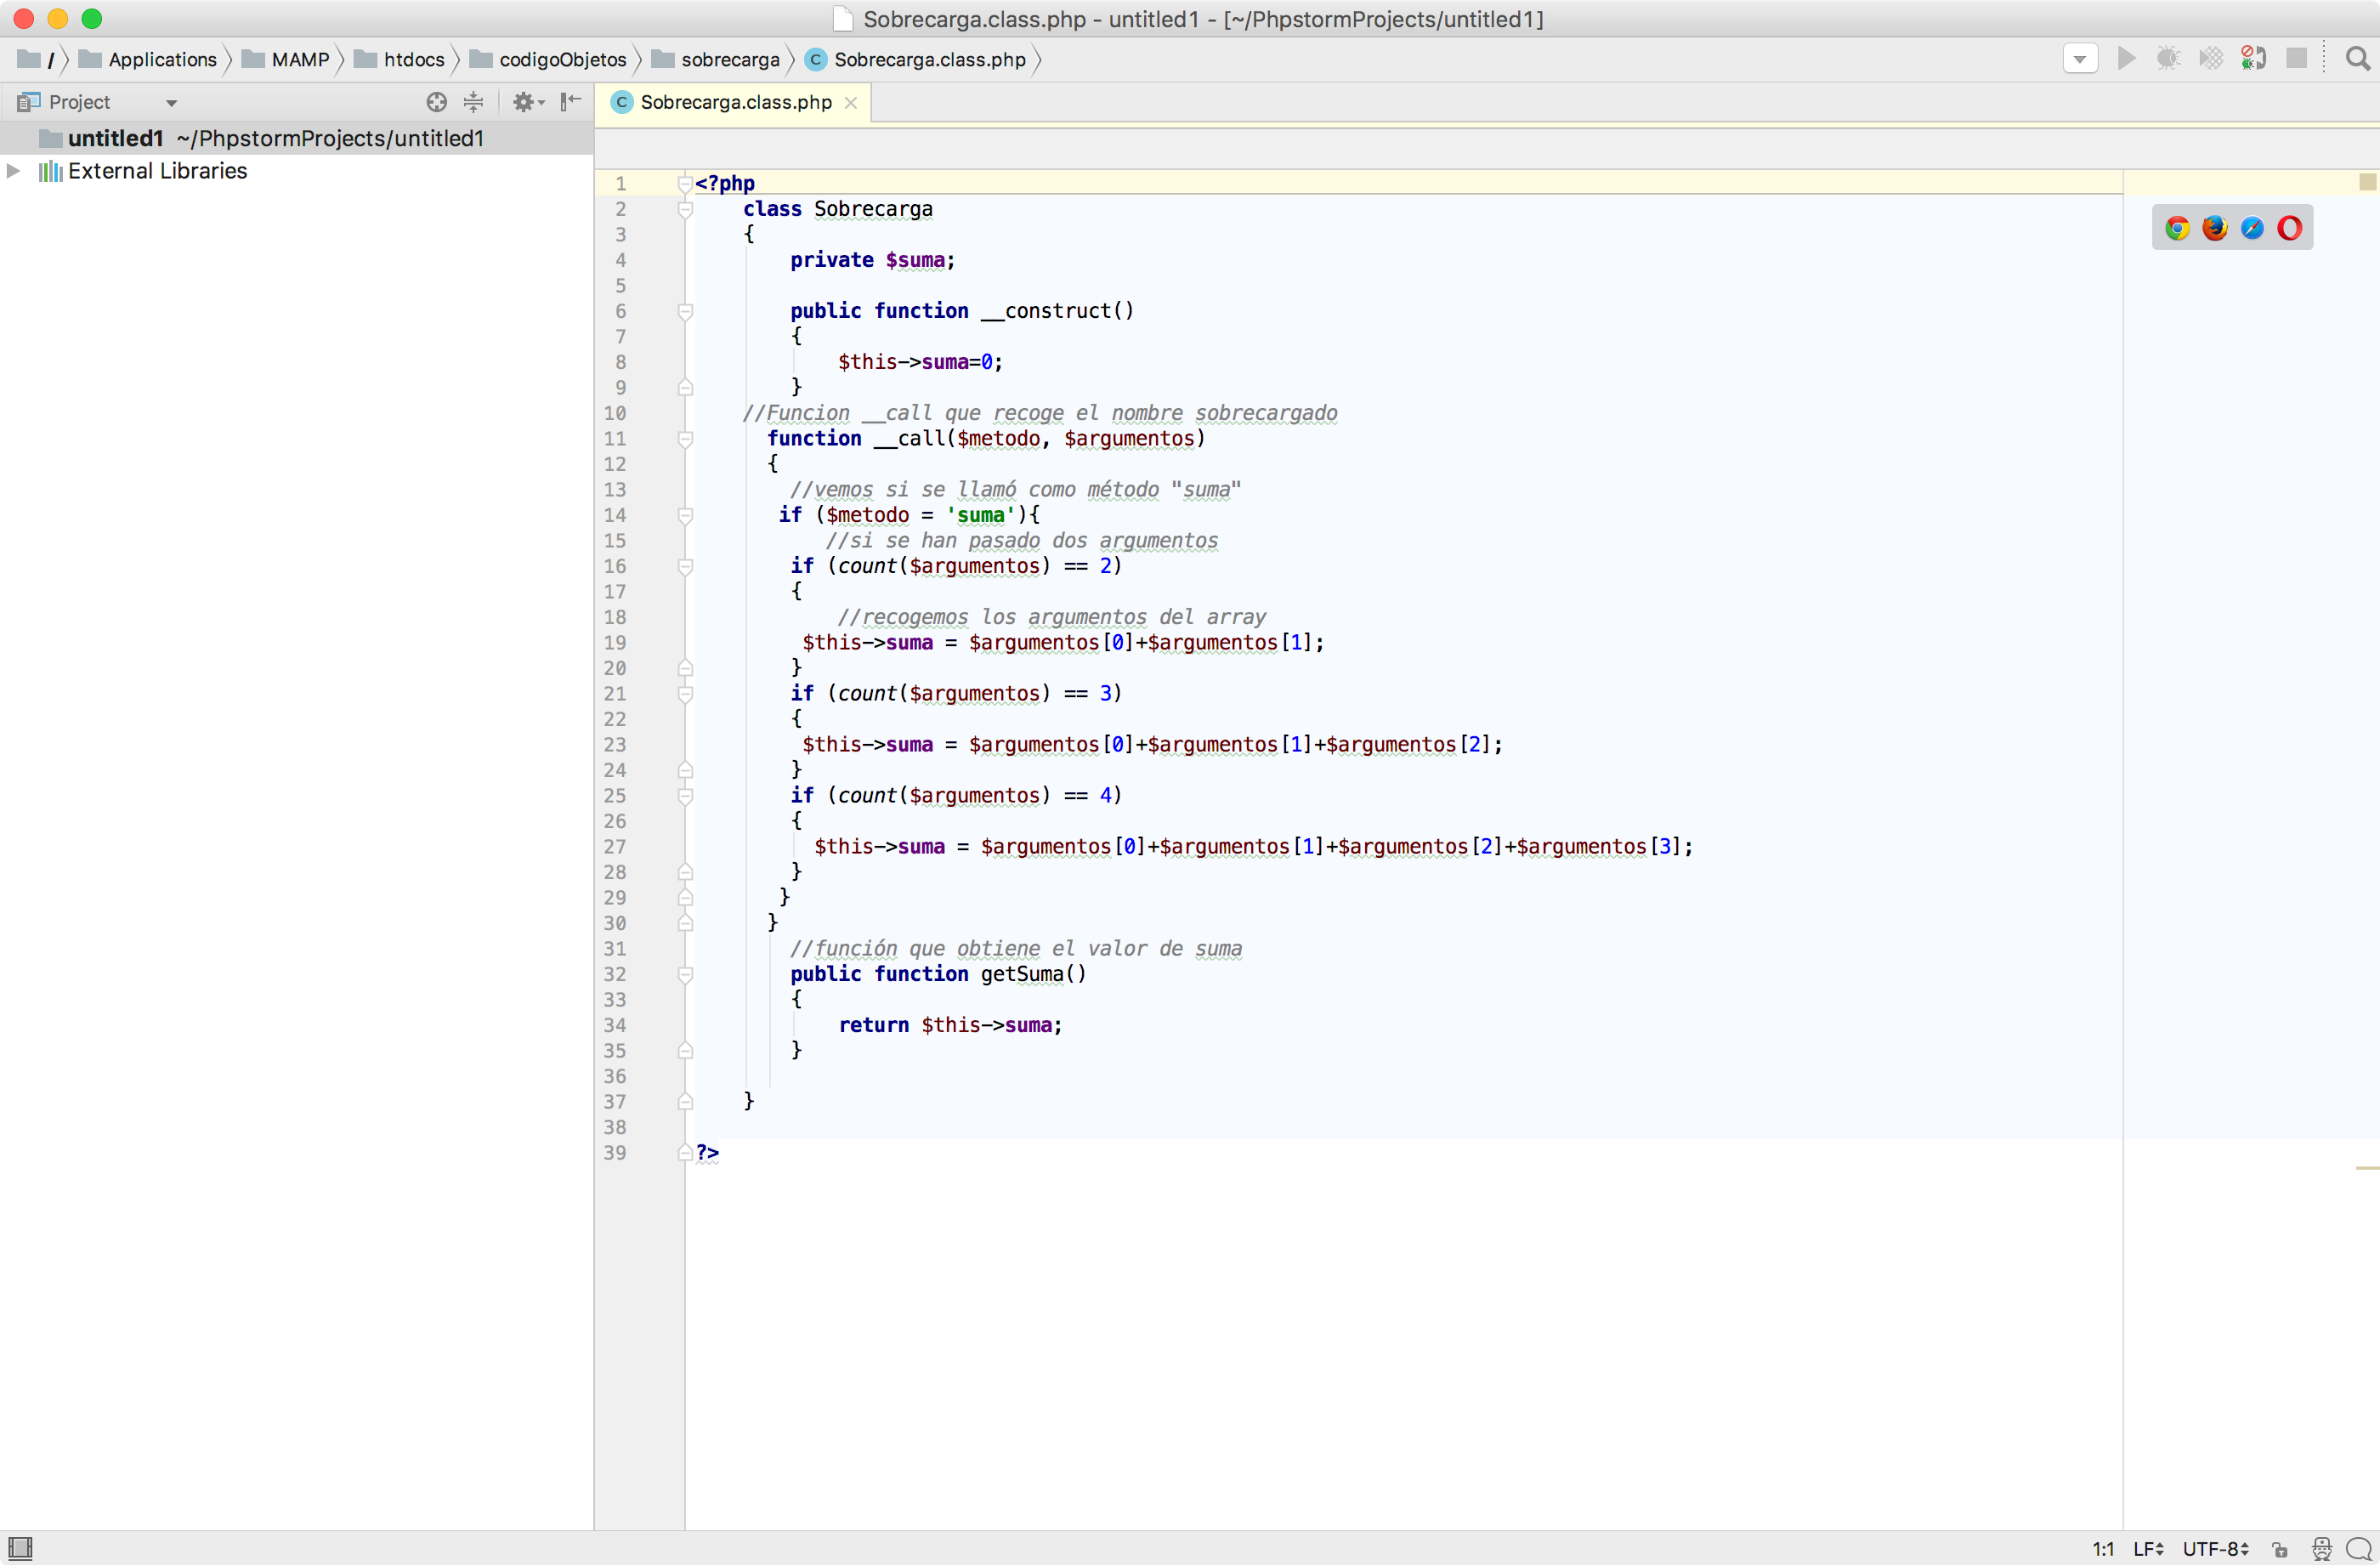 Sobrecarga.class.php - untitled1 - [~/PhpstormProjects/untitled1]
/ Applications MAMP htdocs codigoObjetos sobrecarga C Sobrecarga.class.php
Project
C Sobrecarga.class.php
untitled1 ~/PhpstormProjects/untitled1
External Libraries
1 <?php
2     class Sobrecarga
3     {
4         private $suma;
5
6         public function __construct()
7         {
8             $this->suma=0;
9         }
10     //Funcion __call que recoge el nombre sobrecargado
11       function __call($metodo, $argumentos)
12       {
13         //vemos si se llamó como método "suma"
14        if ($metodo = 'suma'){
15            //si se han pasado dos argumentos
16         if (count($argumentos) == 2)
17         {
18             //recogemos los argumentos del array
19          $this->suma = $argumentos[0]+$argumentos[1];
20         }
21         if (count($argumentos) == 3)
22         {
23          $this->suma = $argumentos[0]+$argumentos[1]+$argumentos[2];
24         }
25         if (count($argumentos) == 4)
26         {
27           $this->suma = $argumentos[0]+$argumentos[1]+$argumentos[2]+$argumentos[3];
28         }
29        }
30       }
31         //función que obtiene el valor de suma
32         public function getSuma()
33         {
34             return $this->suma;
35         }
36
37     }
38
39 ?>
1:1 LF UTF-8